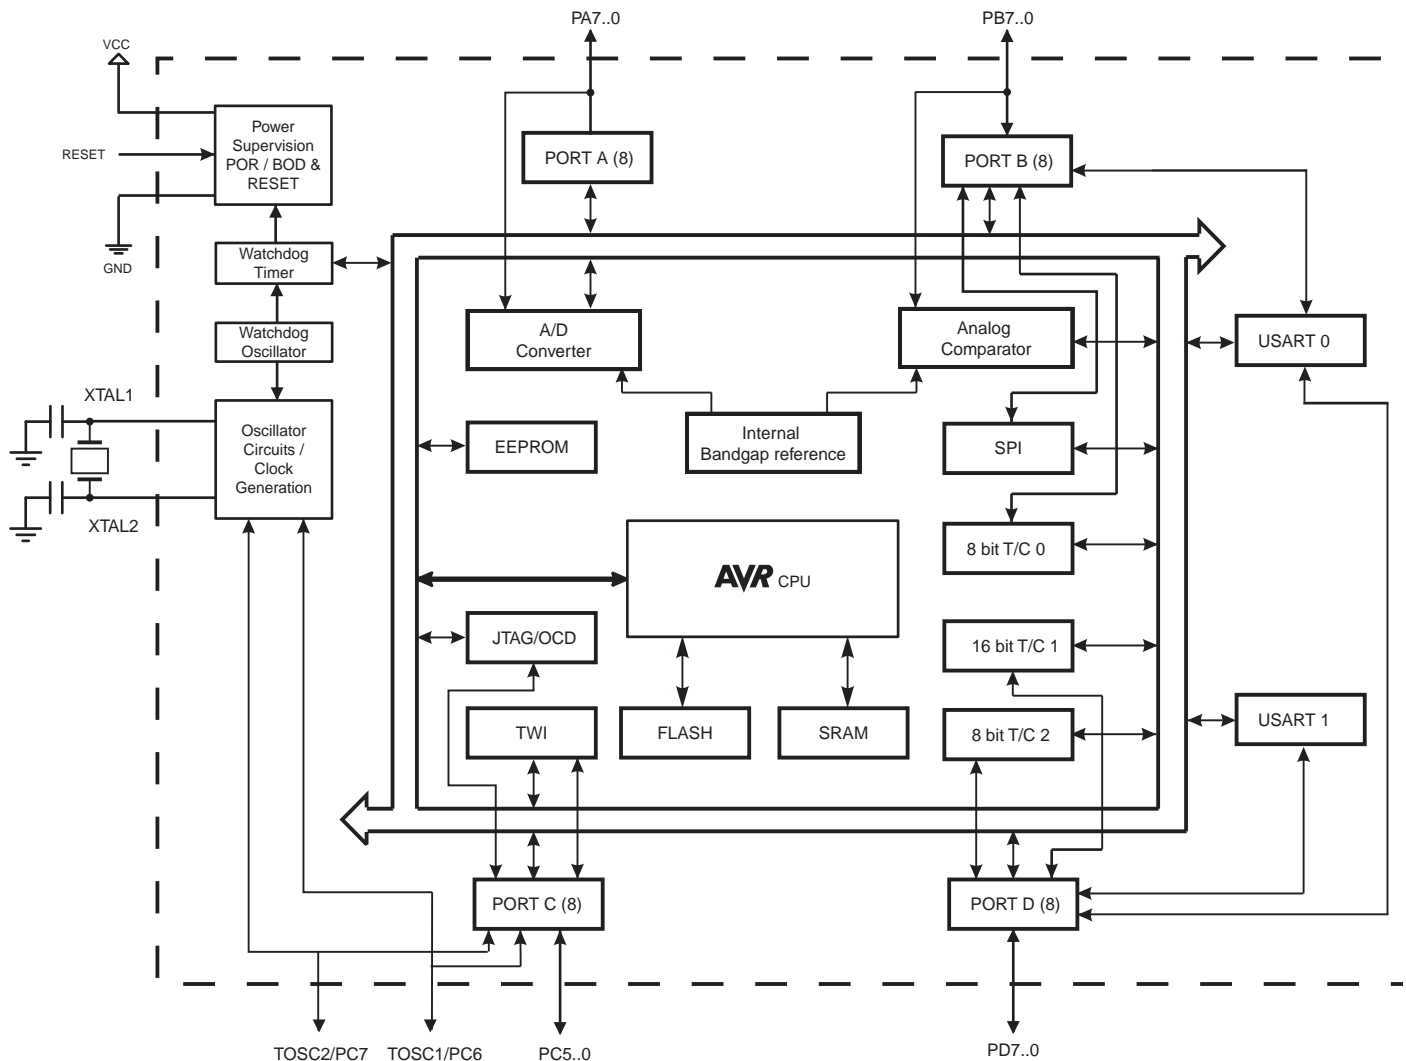 PA7..0
PB7..0
VCC
RESET
GND
Power
Supervision
POR / BOD &
RESET
PORT A (8)
PORT B (8)
Watchdog
Timer
Watchdog
Oscillator
A/D
Converter
Analog
Comparator
USART 0
XTAL1
XTAL2
Oscillator
Circuits /
Clock
Generation
EEPROM
Internal
Bandgap reference
SPI
8 bit T/C 0
AVR CPU
JTAG/OCD
16 bit T/C 1
TWI
FLASH
SRAM
8 bit T/C 2
USART 1
PORT C (8)
PORT D (8)
TOSC2/PC7
TOSC1/PC6
PC5..0
PD7..0